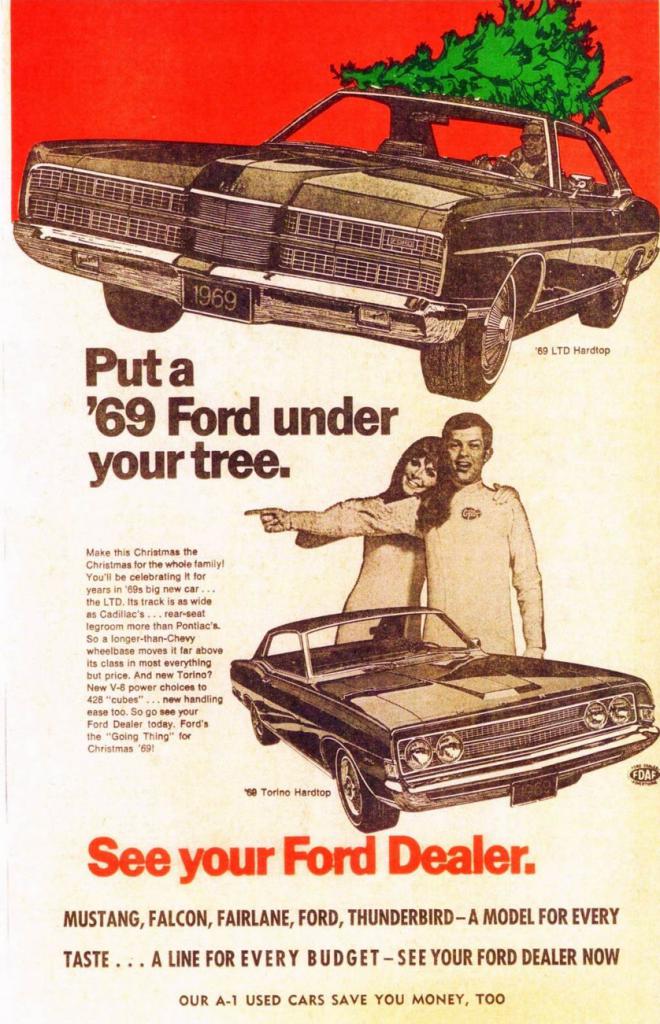 1969
'69 LTD Hardtop
Put a
'69 Ford under
your tree.
Make this Christmas the
Christmas for the whole family!
You'll be celebrating it for
years in '69s big new car . . .
the LTD. Its track is as wide
as Cadillac's . . . rear-seat
legroom more than Pontiac's.
So a longer-than-Chevy
wheelbase moves it far above
its class in most everything
but price. And new Torino?
New V-8 power choices to
428 "cubes" . . . new handling
ease too. So go see your
Ford Dealer today. Ford's
the "Going Thing" for
Christmas '69!
'69 Torino Hardtop
1969
FDAF
See your Ford Dealer.
MUSTANG, FALCON, FAIRLANE, FORD, THUNDERBIRD – A MODEL FOR EVERY
TASTE . . . A LINE FOR EVERY BUDGET – SEE YOUR FORD DEALER NOW
OUR A-1 USED CARS SAVE YOU MONEY, TOO